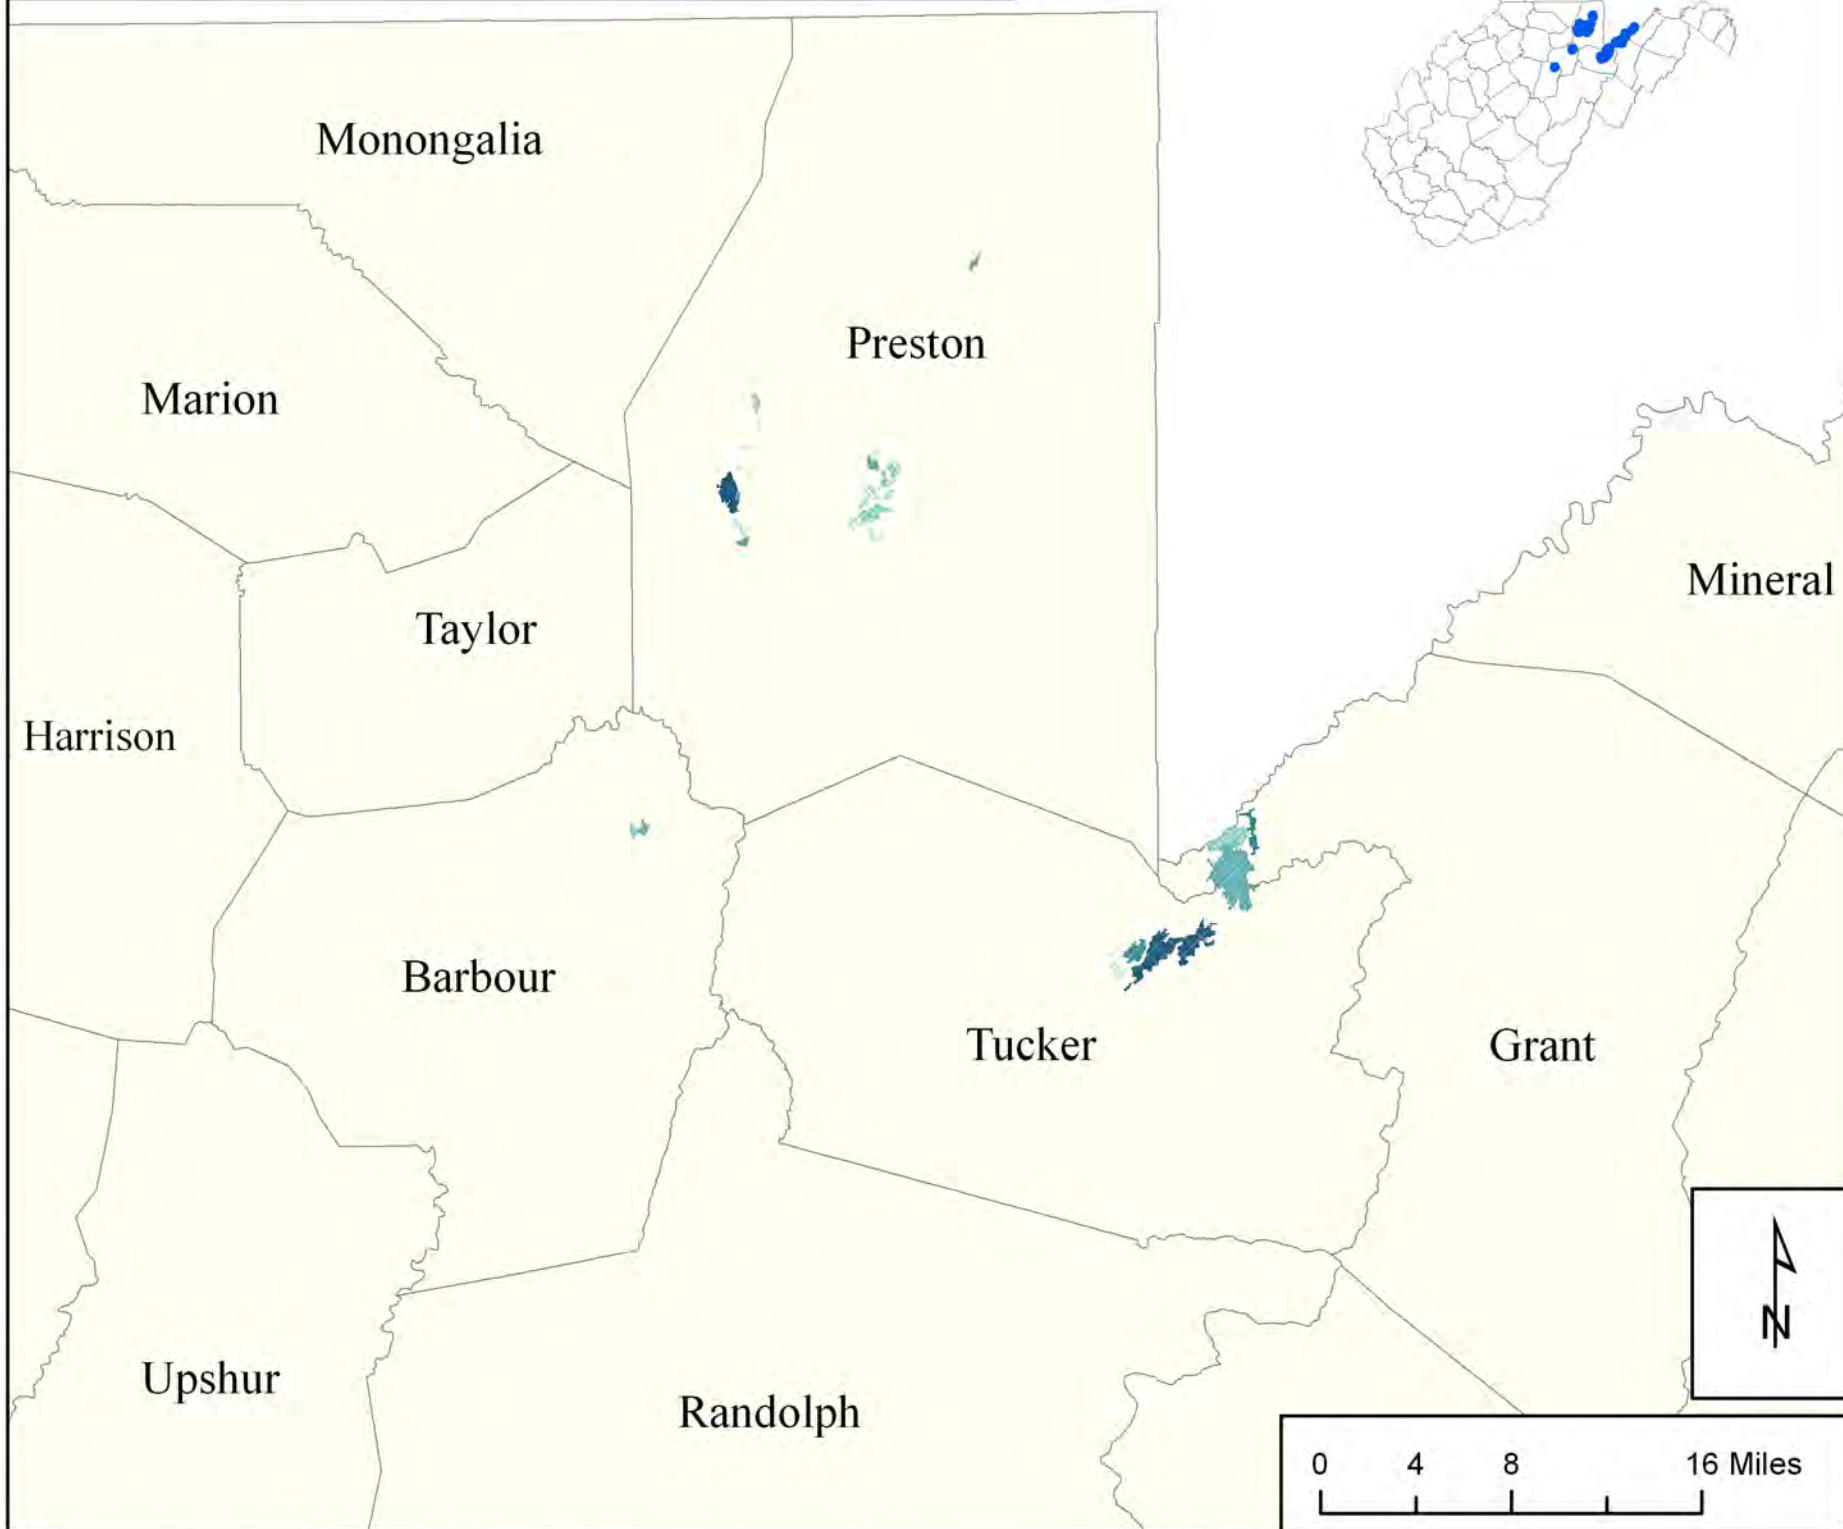 Monongalia
Preston
Marion
Mineral
Taylor
Harrison
Barbour
Tucker
Grant
Upshur
Randolph
N
0 4 8 16 Miles